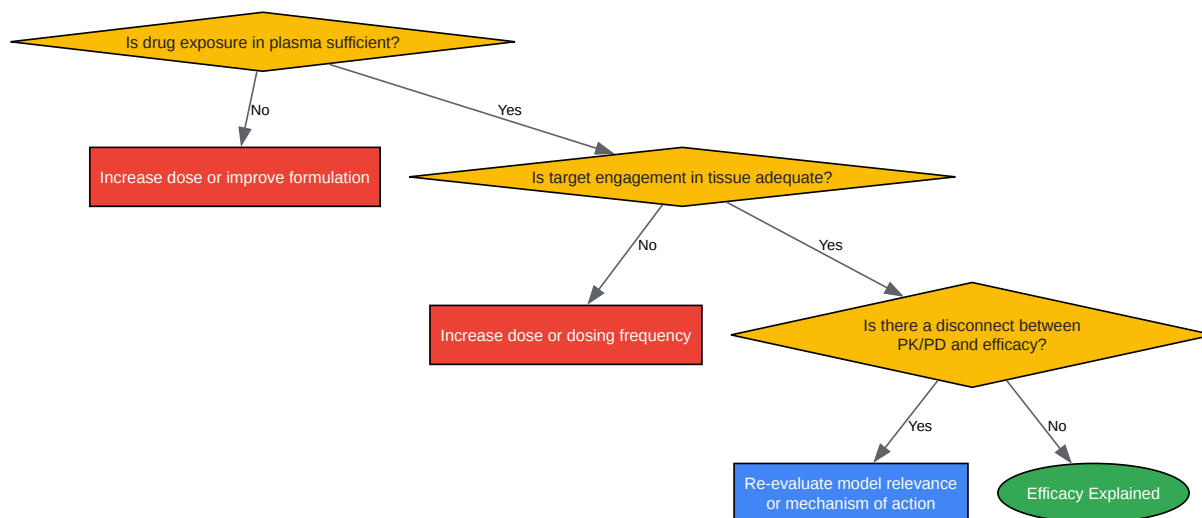 Is drug exposure in plasma sufficient?
No
Yes
Increase dose or improve formulation
Is target engagement in tissue adequate?
No
Yes
Increase dose or dosing frequency
Is there a disconnect between
PK/PD and efficacy?
Yes
No
Re-evaluate model relevance
or mechanism of action
Efficacy Explained